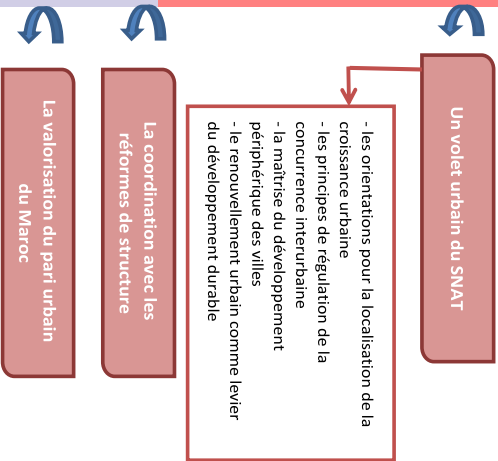 Un volet urbain du SNAT
- les orientations pour la localisation de la
croissance urbaine
- les principes de régulation de la
concurrence interurbaine
- la maîtrise du développement
périphérique des villes
- le renouvellement urbain comme levier
du développement durable
La coordination avec les
réformes de structure
La valorisation du pari urbain
du Maroc